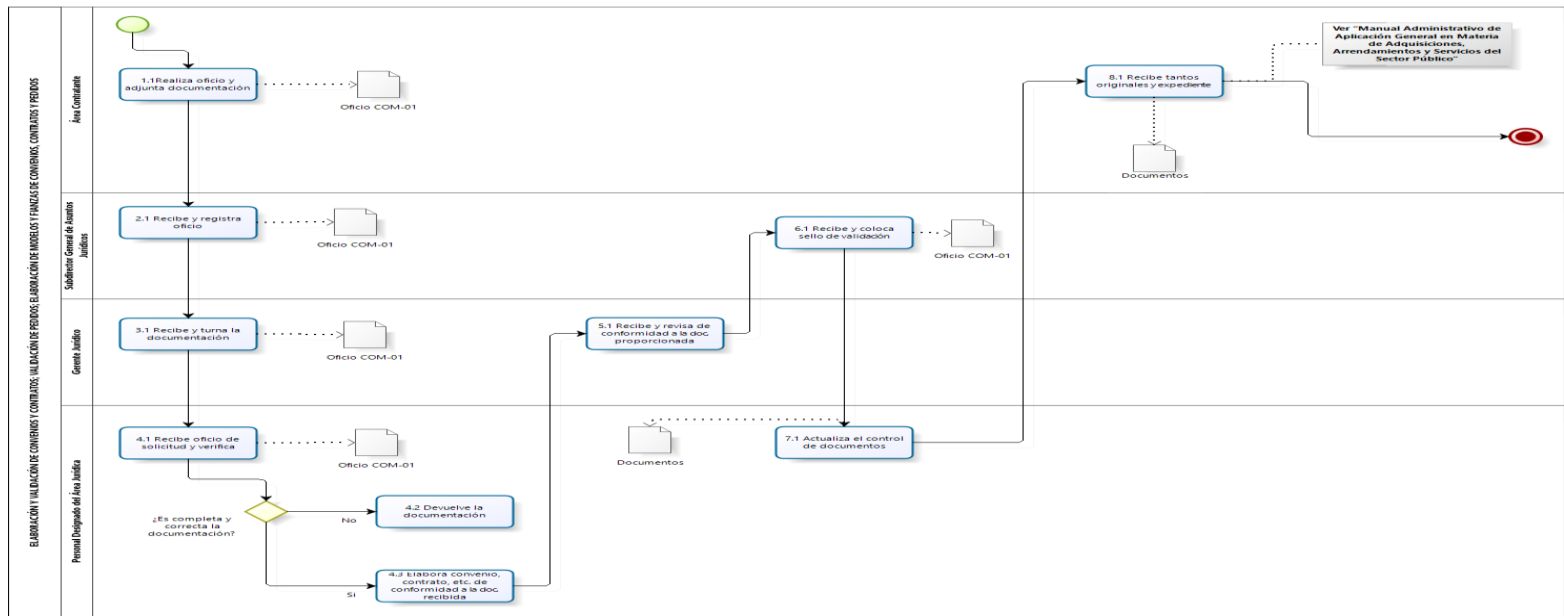 ELABORACIÓN Y VALIDACIÓN DE CONVENIOS Y CONTRATOS; VALIDACIÓN DE PEDIDOS; ELABORACIÓN DE MODELOS Y FIANZAS DE CONVENIOS, CONTRATOS Y PEDIDOS
Área Contratante
1.1Realiza oficio y
adjunta documentación
Oficio COM-01
8.1 Recibe tantos
originales y expediente
Documentos
Ver "Manual Administrativo de
Aplicación General en Materia
de Adquisiciones,
Arrendamientos y Servicios del
Sector Público"
Subdirector General de Asuntos
Jurídicos
2.1 Recibe y registra
oficio
Oficio COM-01
6.1 Recibe y coloca
sello de validación
Oficio COM-01
Gerente Jurídico
3.1 Recibe y turna la
documentación
Oficio COM-01
5.1 Recibe y revisa de
conformidad a la doc.
proporcionada
Personal Designado del Área Jurídica
4.1 Recibe oficio de
solicitud y verifica
Oficio COM-01
Documentos
7.1 Actualiza el control
de documentos
¿Es completa y
correcta la
documentación?
No
4.2 Devuelve la
documentación
Si
4.3 Elabora convenio,
contrato, etc. de
conformidad a la doc.
recibida